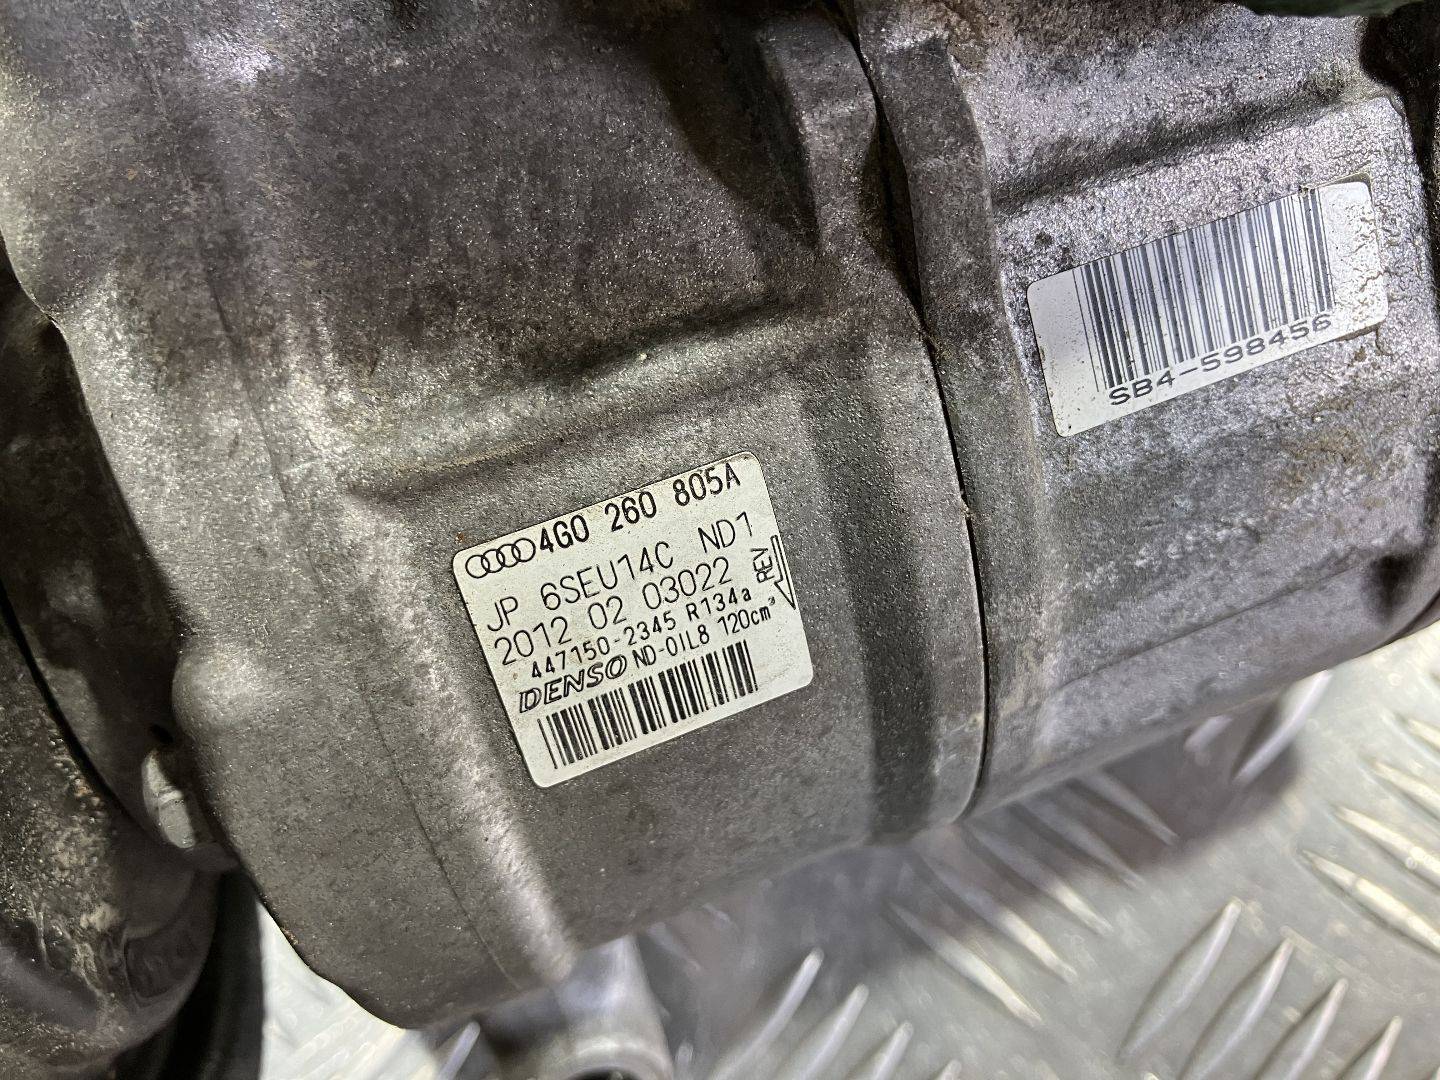 4G0 260 805A
JP 6SEU14C ND1
2012 02 03022
REV
447150-2345 R134a
DENSO ND-OIL8 120cm³
SB4-598456